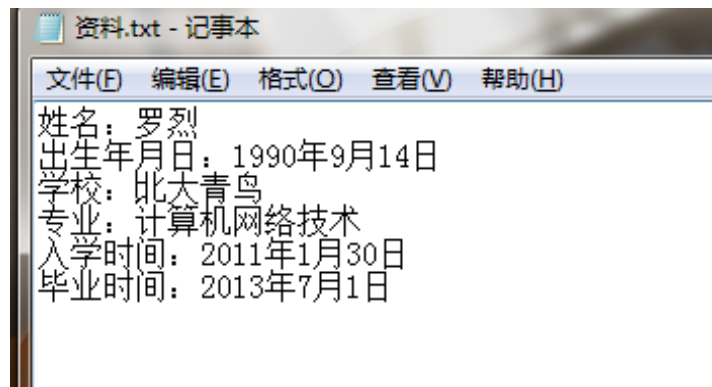 资料.txt - 记事本
文件(F) 编辑(E) 格式(O) 查看(V) 帮助(H)
姓名：罗烈
出生年月日：1990年9月14日
学校：北大青鸟
专业：计算机网络技术
入学时间：2011年1月30日
毕业时间：2013年7月1日